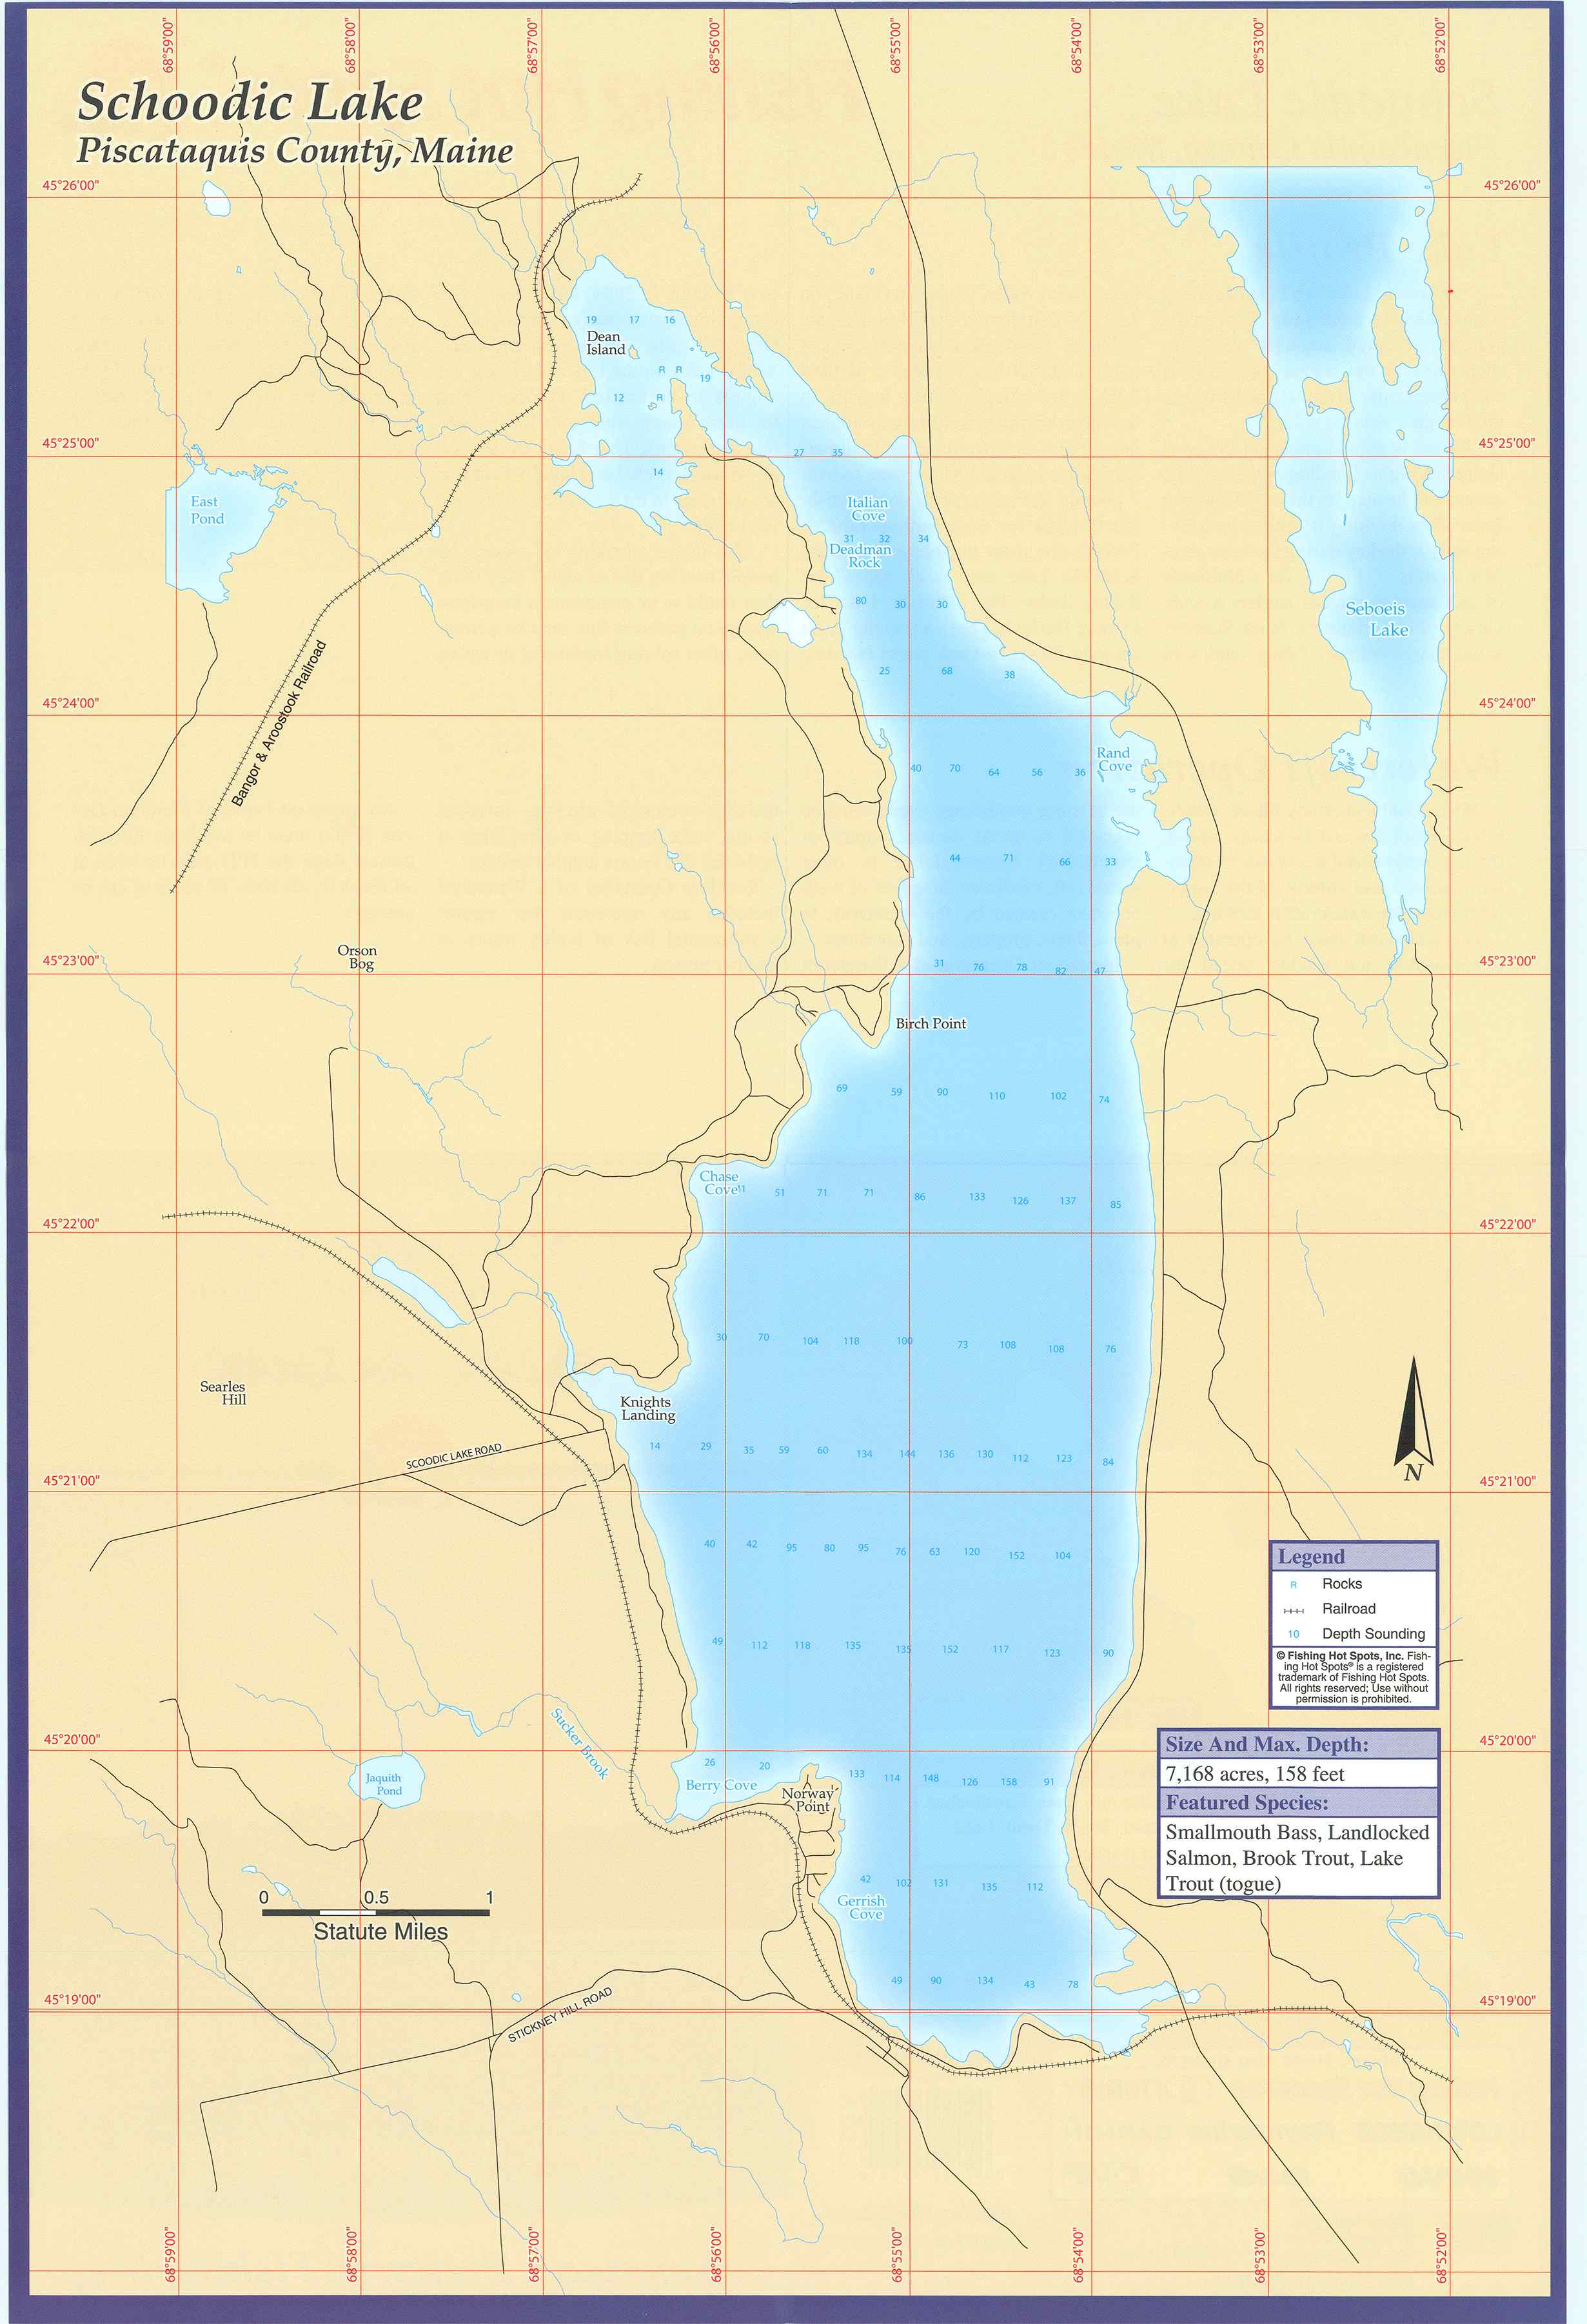 68°59'00"
68°58'00"
68°57'00"
68°56'00"
68°55'00"
68°54'00"
68°53'00"
68°52'00"
Schoodic Lake
Piscataquis County, Maine
45°26'00"
45°26'00"
19 17 16
Dean
Island
R R
19
12
R
45°25'00"
45°25'00"
27 35
14
East
Pond
Italian
Cove
31 32 34
Deadman
Rock
80 30 30
Seboeis
Lake
25 68 38
45°24'00"
45°24'00"
Bangor & Aroostook Railroad
Rand
Cove
40 70 64 56 36
44 71 66 33
Orson
Bog
45°23'00"
45°23'00"
31 76 78 82 47
Birch Point
69 59 90 110 102 74
Chase
Cove
11 51 71 71 86 133 126 137 85
45°22'00"
45°22'00"
30 70 104 118 100 73 108 108 76
Searles
Hill
Knights
Landing
SCOODIC LAKE ROAD
14 29 35 59 60 134 144 136 130 112 123 84
N
45°21'00"
45°21'00"
40 42 95 80 95 76 63 120 152 104
Legend
R Rocks
Railroad
10 Depth Sounding
© Fishing Hot Spots, Inc. Fish-
ing Hot Spots® is a registered
trademark of Fishing Hot Spots.
All rights reserved; Use without
permission is prohibited.
49 112 118 135 135 152 117 123 90
Sucker Brook
45°20'00"
45°20'00"
26 20
Berry Cove
Jaquith
Pond
Norway
Point
133 114 148 126 158 91
Size And Max. Depth:
7,168 acres, 158 feet
Featured Species:
Smallmouth Bass, Landlocked
Salmon, Brook Trout, Lake
Trout (togue)
42 102 131 135 112
Gerrish
Cove
0 0.5 1
Statute Miles
49 90 134 43 78
45°19'00"
45°19'00"
STICKNEY HILL ROAD
68°59'00"
68°58'00"
68°57'00"
68°56'00"
68°55'00"
68°54'00"
68°53'00"
68°52'00"